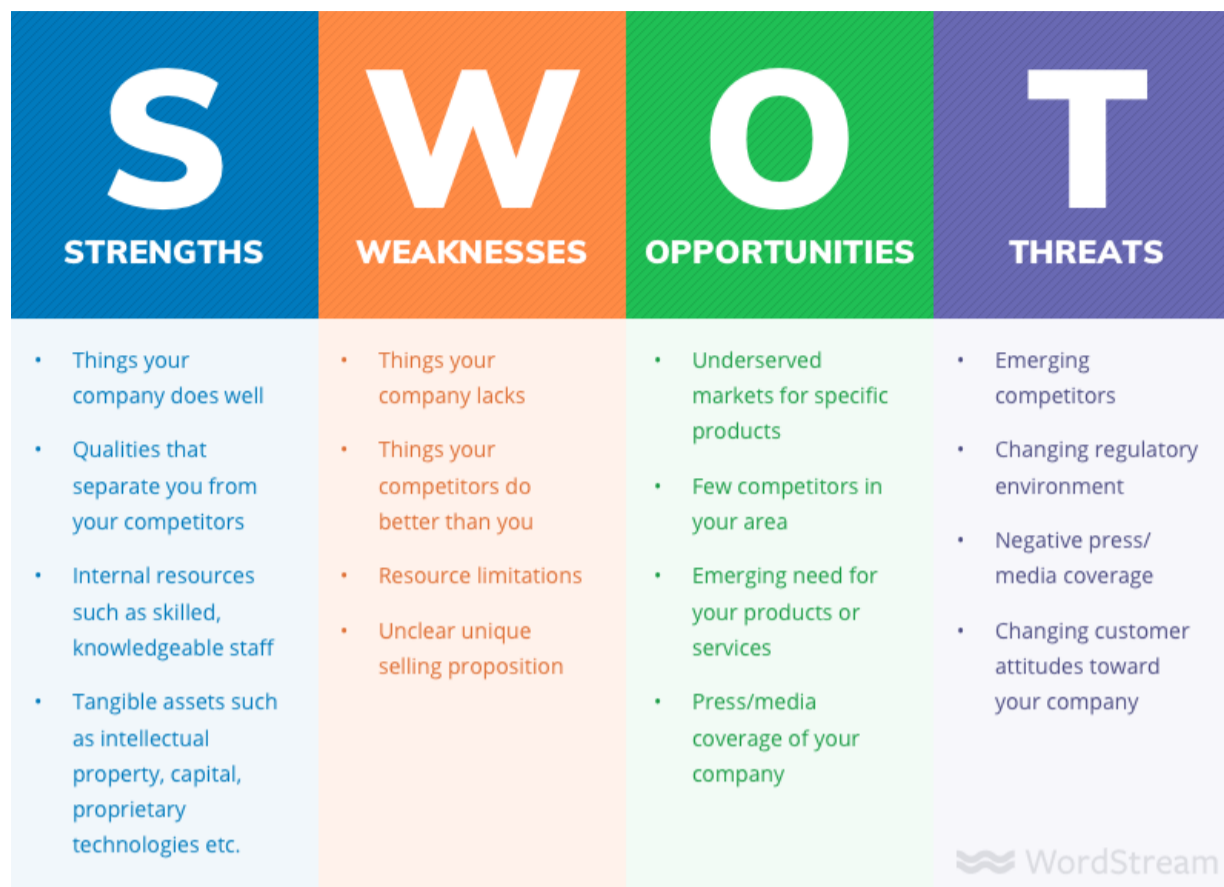 S
STRENGTHS
• Things your
company does well
• Qualities that
separate you from
your competitors
• Internal resources
such as skilled,
knowledgeable staff
• Tangible assets such
as intellectual
property, capital,
proprietary
technologies etc.
W
WEAKNESSES
• Things your
company lacks
• Things your
competitors do
better than you
• Resource limitations
• Unclear unique
selling proposition
O
OPPORTUNITIES
• Underserved
markets for specific
products
• Few competitors in
your area
• Emerging need for
your products or
services
• Press/media
coverage of your
company
T
THREATS
• Emerging
competitors
• Changing regulatory
environment
• Negative press/
media coverage
• Changing customer
attitudes toward
your company
WordStream